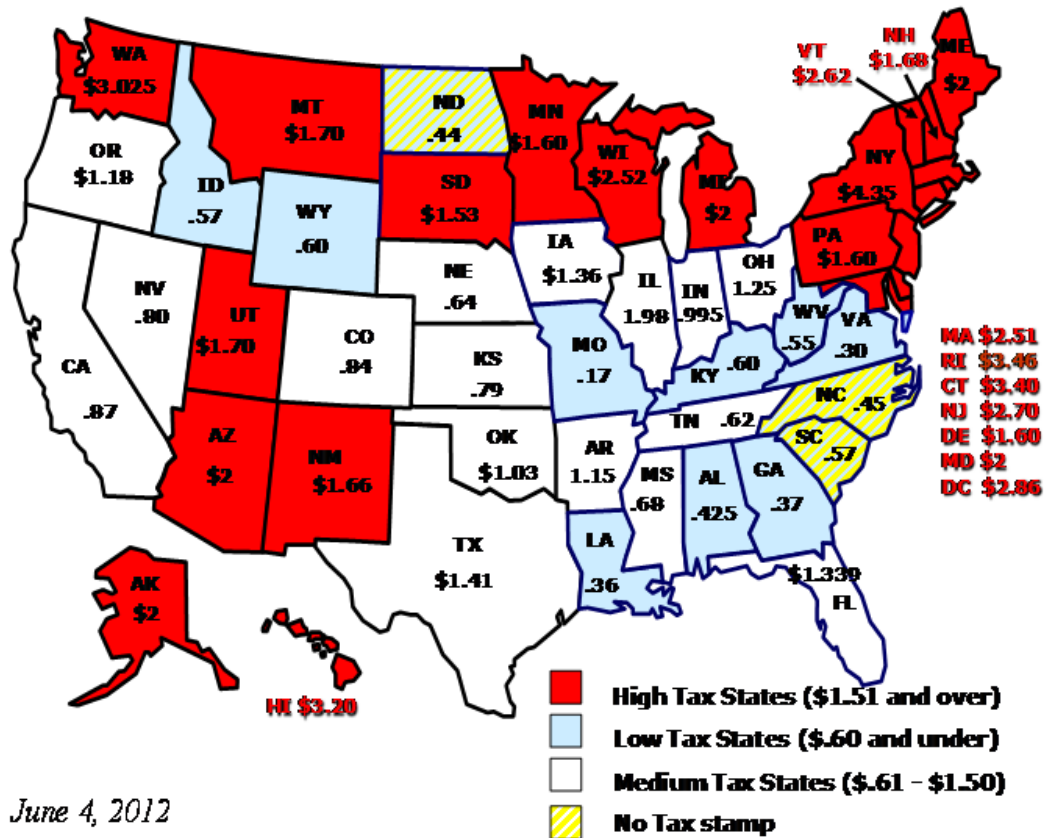 WA
$3.025
MT
$1.70
ND
.44
MN
$1.60
VT
$2.62
NH
$1.68
ME
$2
OR
$1.18
ID
.57
WY
.60
SD
$1.53
WI
$2.52
MI
$2
NY
$4.35
PA
$1.60
NV
.80
UT
$1.70
CO
.84
NE
.64
IA
$1.36
IL
1.98
IN
.995
OH
1.25
WV
.55
VA
.30
CA
.87
KS
.79
MO
.17
KY .60
MA $2.51
RI $3.46
CT $3.40
NJ $2.70
DE $1.60
MD $2
DC $2.86
AZ
$2
NM
$1.66
OK
$1.03
AR
1.15
TN .62
NC .45
SC
.57
TX
$1.41
LA
.36
MS
.68
AL
.425
GA
.37
$1.339
FL
AK
$2
HI $3.20
High Tax States ($1.51 and over)
Low Tax States ($.60 and under)
Medium Tax States ($.61 - $1.50)
No Tax stamp
June 4, 2012